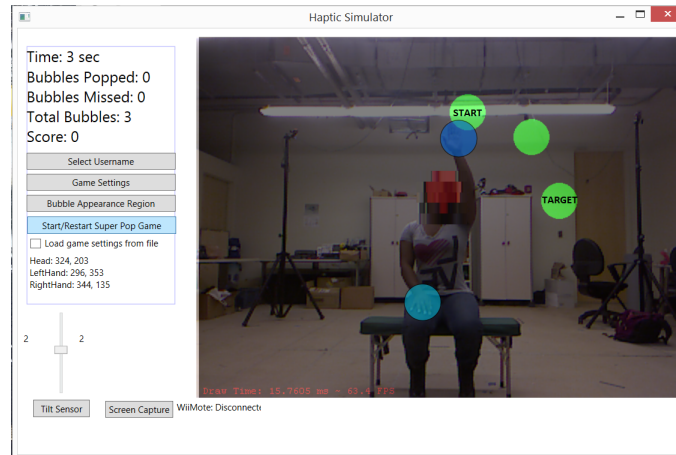 Haptic Simulator
Time: 3 sec
Bubbles Popped: 0
Bubbles Missed: 0
Total Bubbles: 3
Score: 0
Select Username
Game Settings
Bubble Appearance Region
Start/Restart Super Pop Game
Load game settings from file
Head: 324, 203
LeftHand: 296, 353
RightHand: 344, 135
2 2
Tilt Sensor
Screen Capture
WiiMote: Disconnecte
START
TARGET
Draw Time: 15.7605 ms - 63.4 FPS